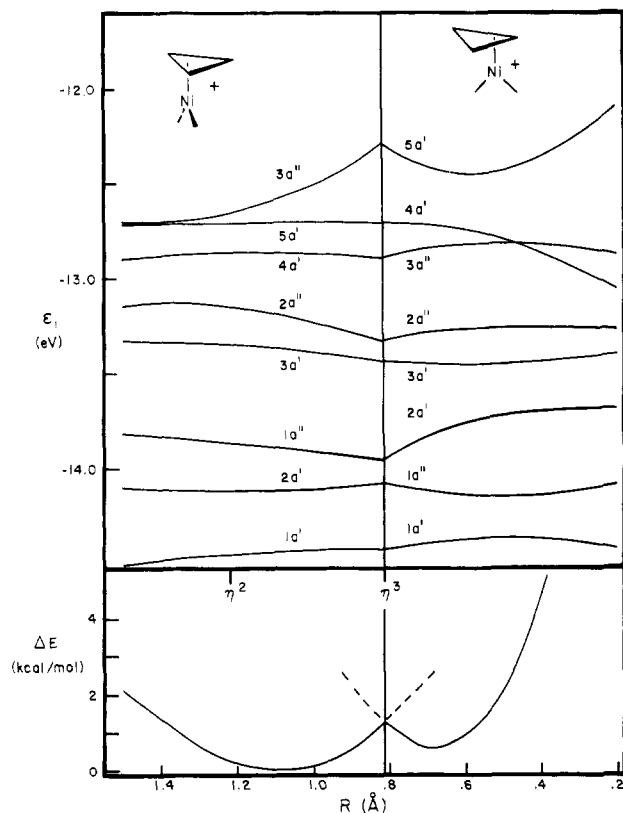 Ni
+
Ni
+
-12.0
-13.0
-14.0
ε₁
(eV)
3a"
5a'
4a'
2a"
3a'
1a"
2a'
1a'
5a'
4a'
3a"
2a"
3a'
2a'
1a"
1a'
η²
η³
ΔE
(kcal/mol)
4
2
0
1.4
1.2
1.0
.8
.6
.4
.2
R (Å)